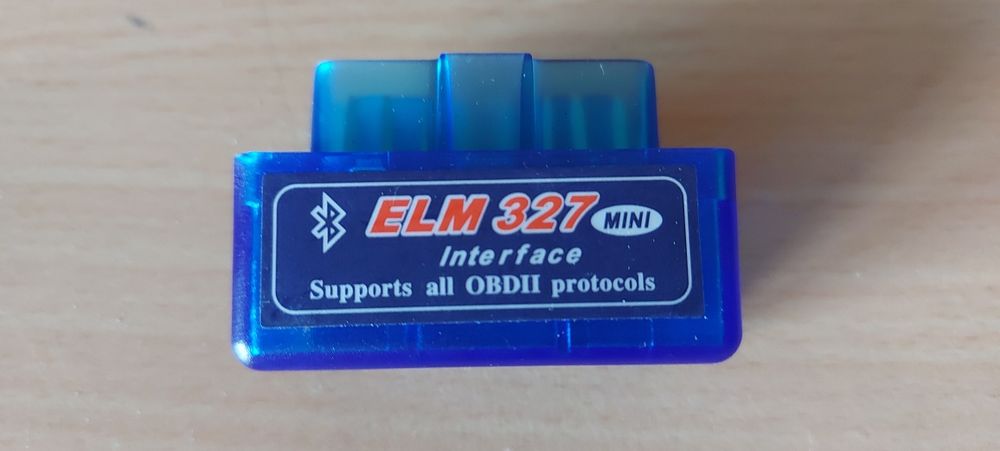 ELM 327 MINI
Interface
Supports all OBDII protocols